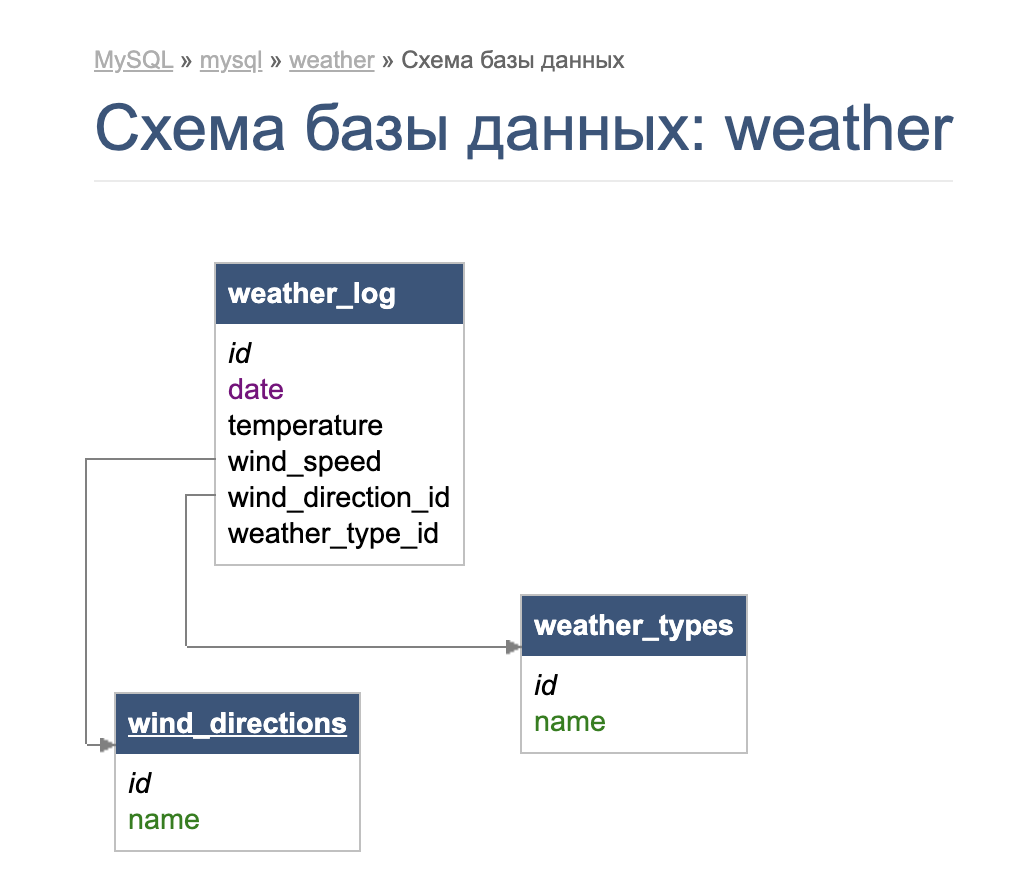 MySQL » mysql » weather » Схема базы данных
Схема базы данных: weather
weather_log
id
date
temperature
wind_speed
wind_direction_id
weather_type_id
weather_types
id
name
wind_directions
id
name